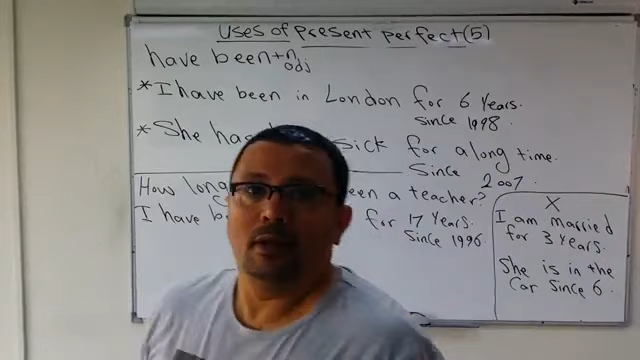 Uses of present perfect (5)
have been + n
adj
* I have been in London for 6 Years.
since 1998.
* She has sick for a long time.
Since 2007.
How long een a teacher?
I have b for 17 Years.
Since 1996.
X
I am married
for 3 Years.
She is in the
Car Since 6.